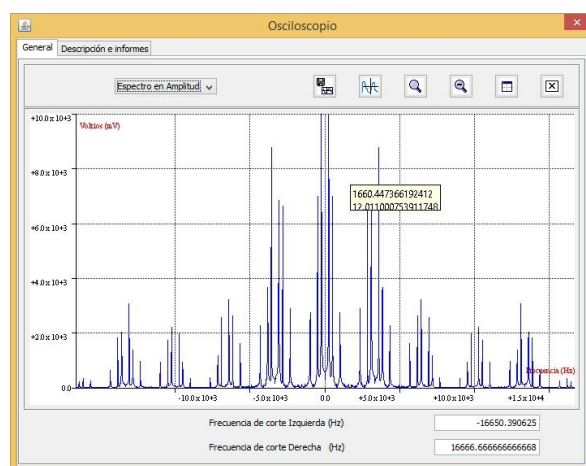 Osciloscopio
General Descripción e informes
Espectro en Amplitud
+10.0 x 10+3
Voltios (mV)
+8.0 x 10+3
1660.447366192412
12.011000753911748
+6.0 x 10+3
+4.0 x 10+3
+2.0 x 10+3
0.0
Frecuencia (Hz)
-10.0 x 10+3 -5.0 x 10+3 0.0 +5.0 x 10+3 +10.0 x 10+3 +1.5 x 10+4
Frecuencia de corte Izquierda (Hz) -16650.390625
Frecuencia de corte Derecha (Hz) 16666.666666666668